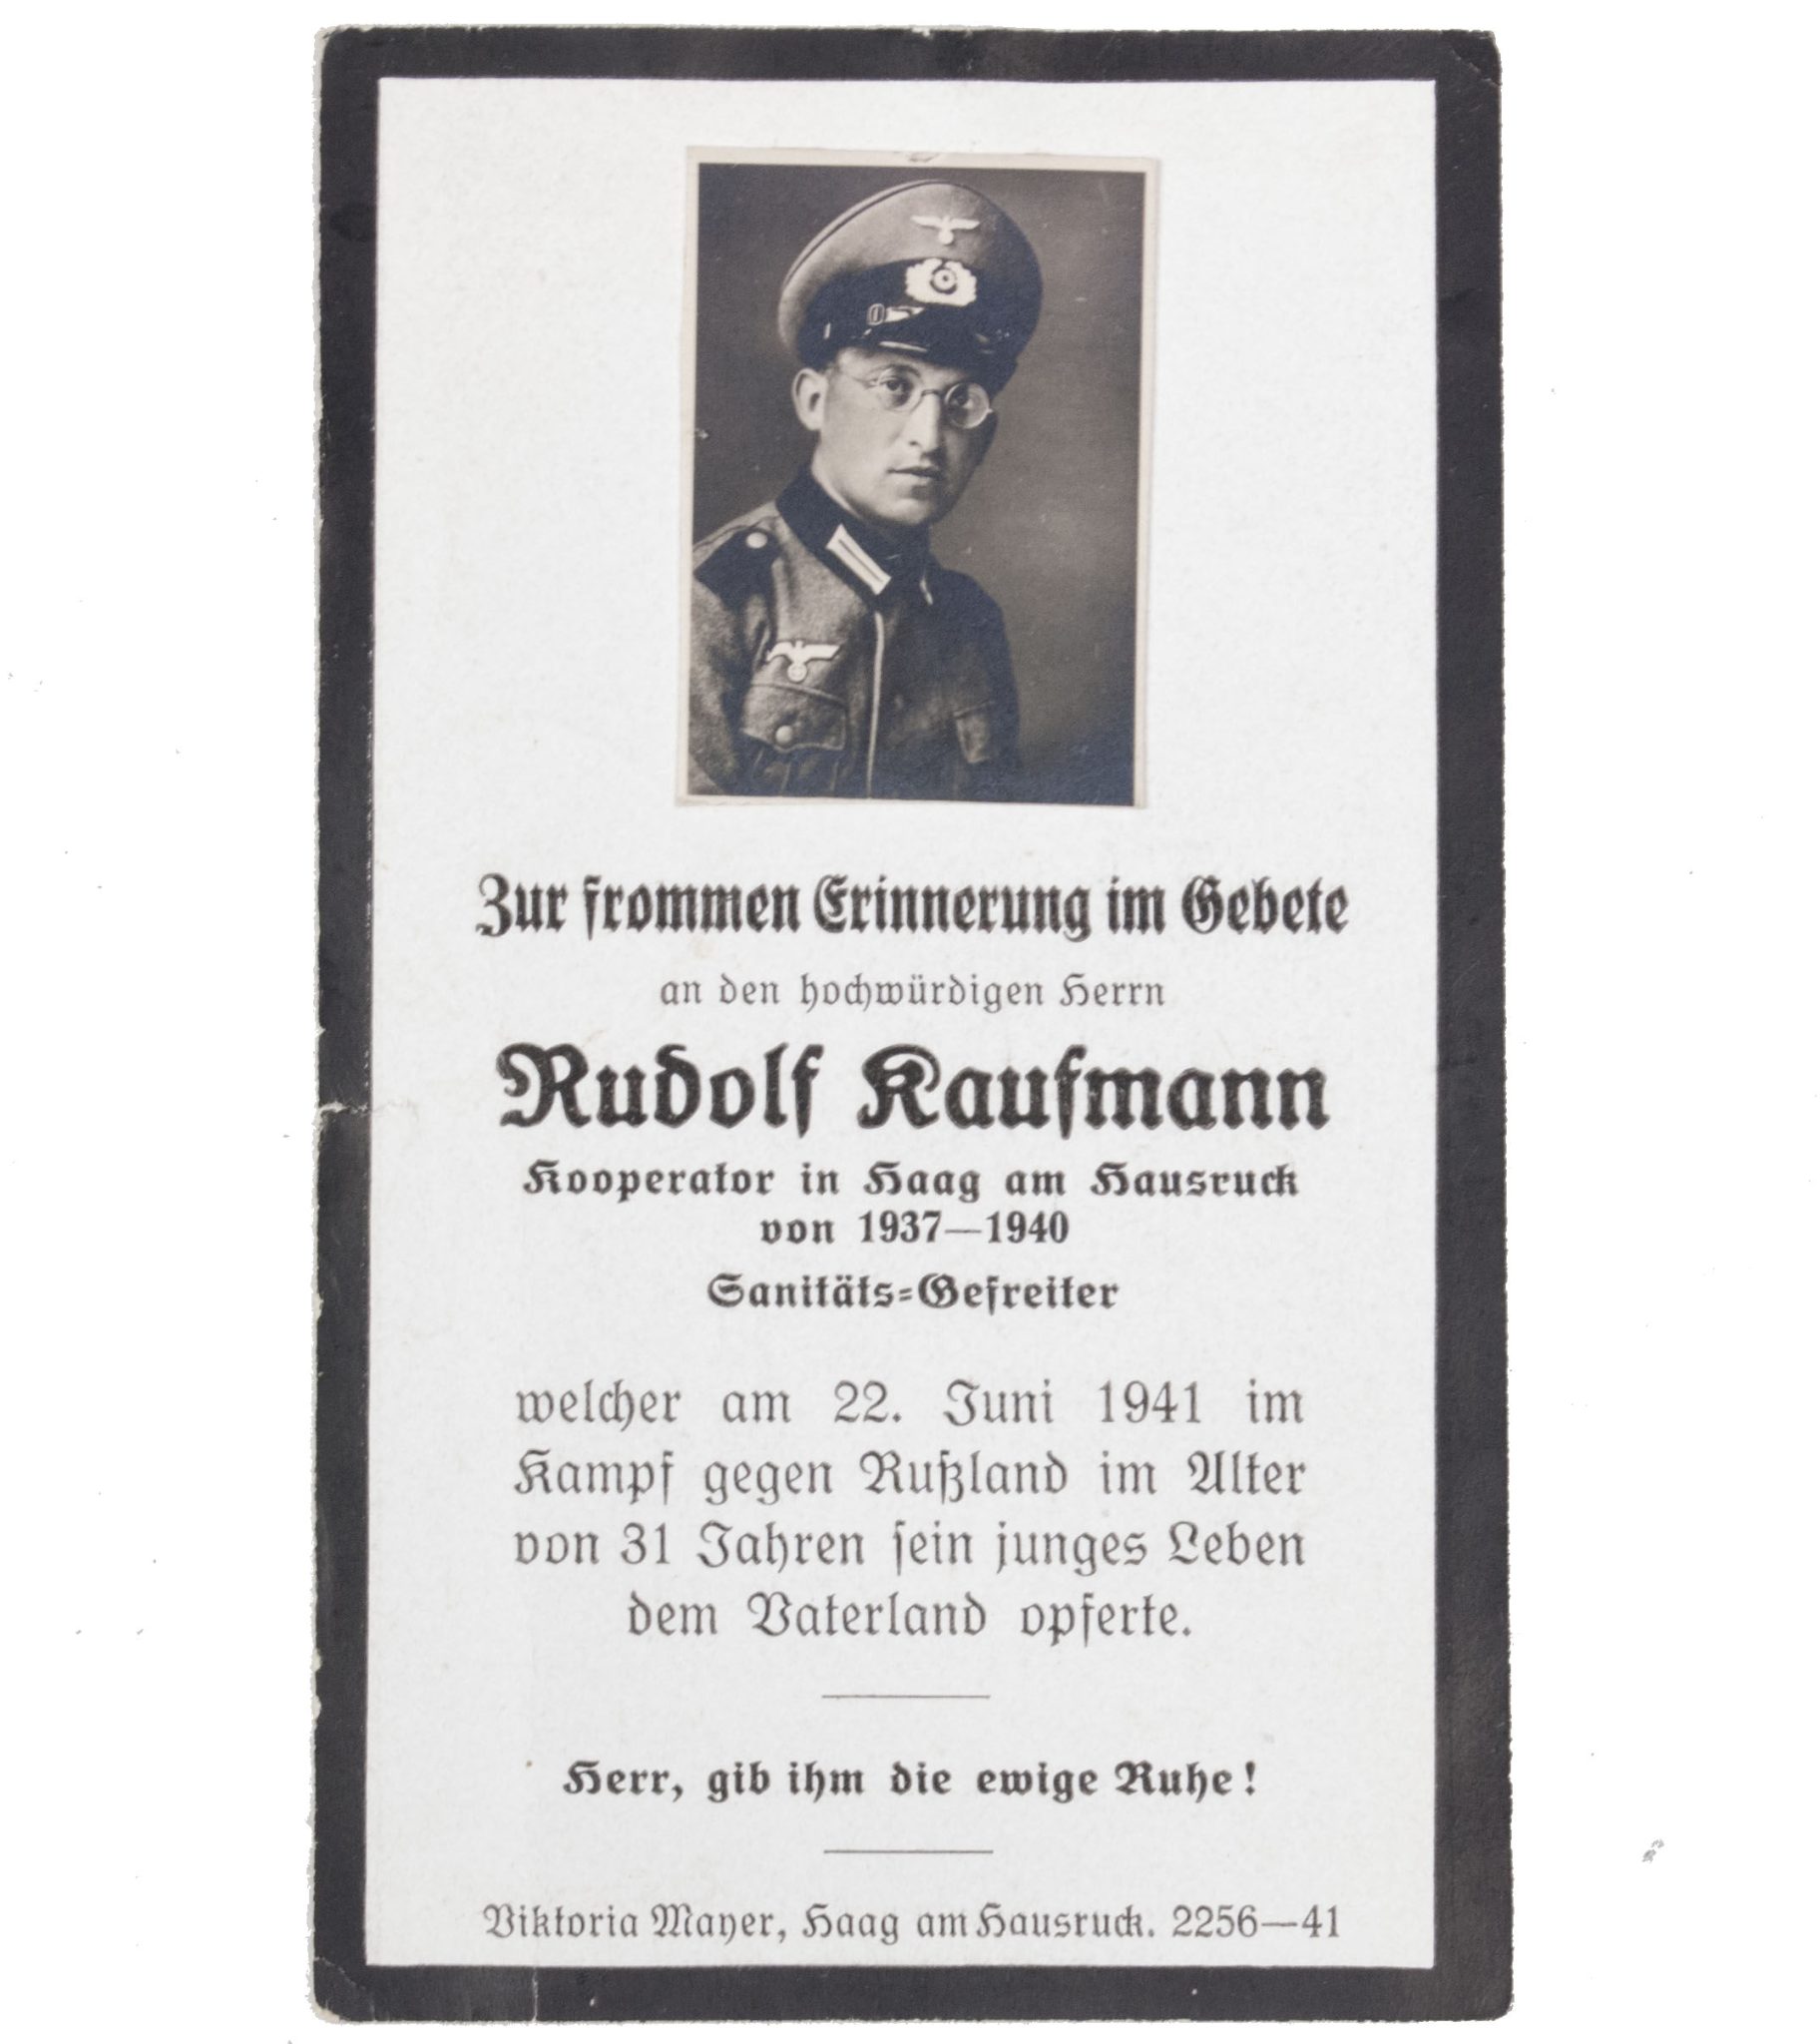 Zur frommen Erinnerung im Gebete
an den hochwürdigen Herrn
Rudolf Kaufmann
Kooperator in Haag am Hausruck
von 1937—1940
Sanitäts-Gefreiter
welcher am 22. Juni 1941 im
Kampf gegen Rußland im Alter
von 31 Jahren sein junges Leben
dem Vaterland opferte.
Herr, gib ihm die ewige Ruhe!
Viktoria Mayer, Haag am Hausruck. 2256—41